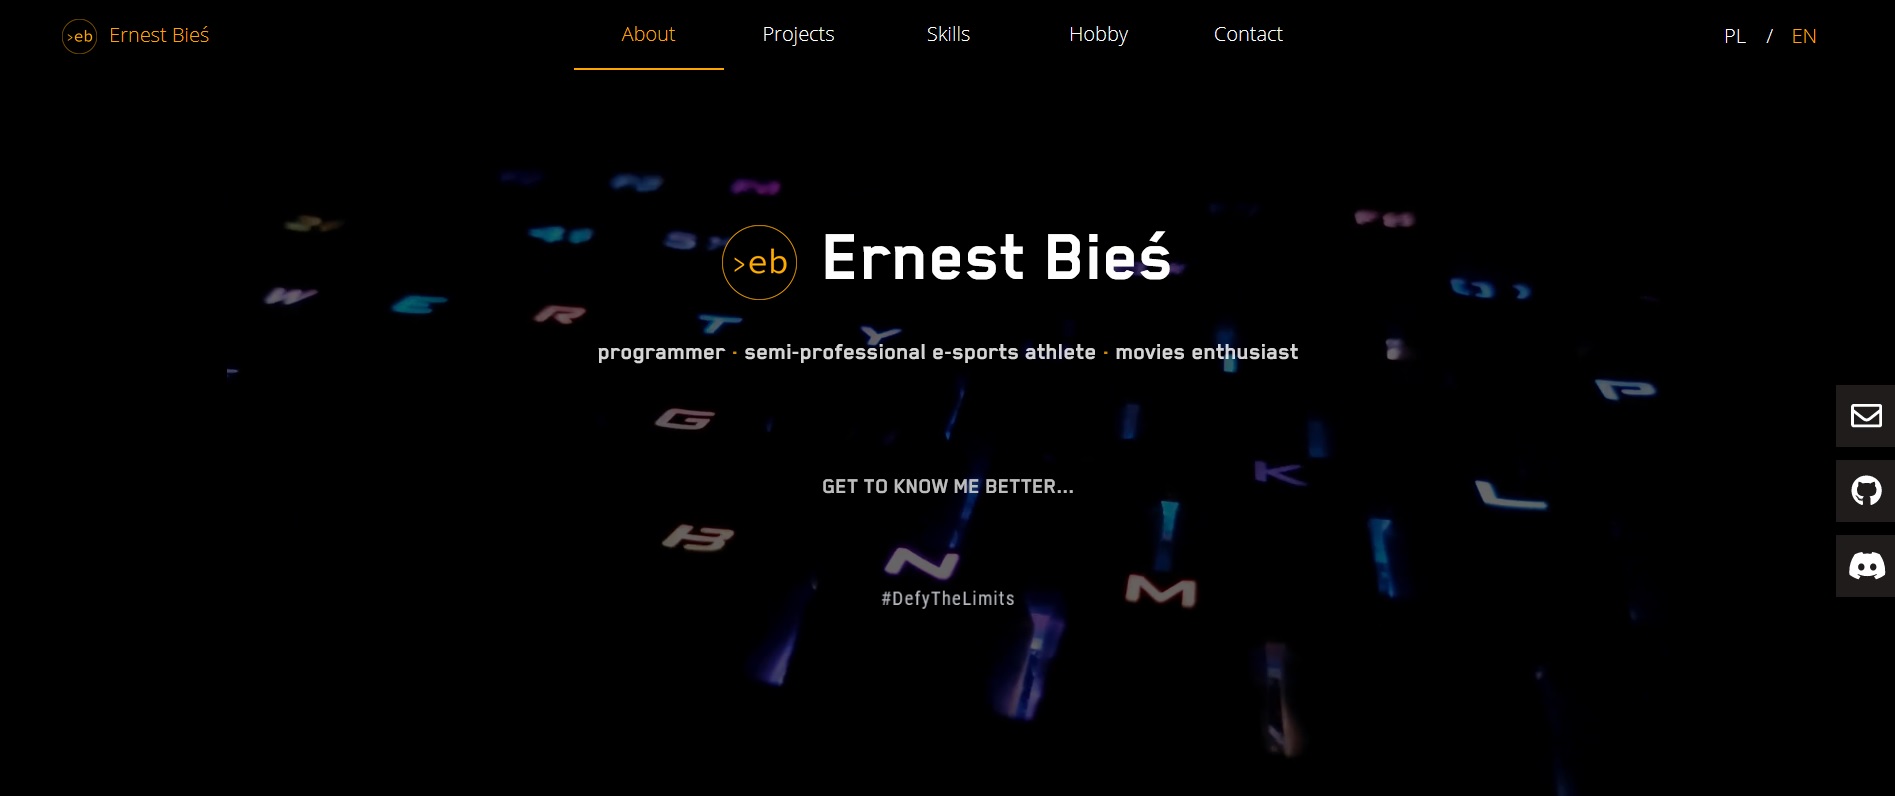 >eb Ernest Bieś
About Projects Skills Hobby Contact
PL / EN
>eb Ernest Bieś
programmer · semi-professional e-sports athlete · movies enthusiast
GET TO KNOW ME BETTER...
#DefyTheLimits
W E R T Y
P
G
K L
B N M